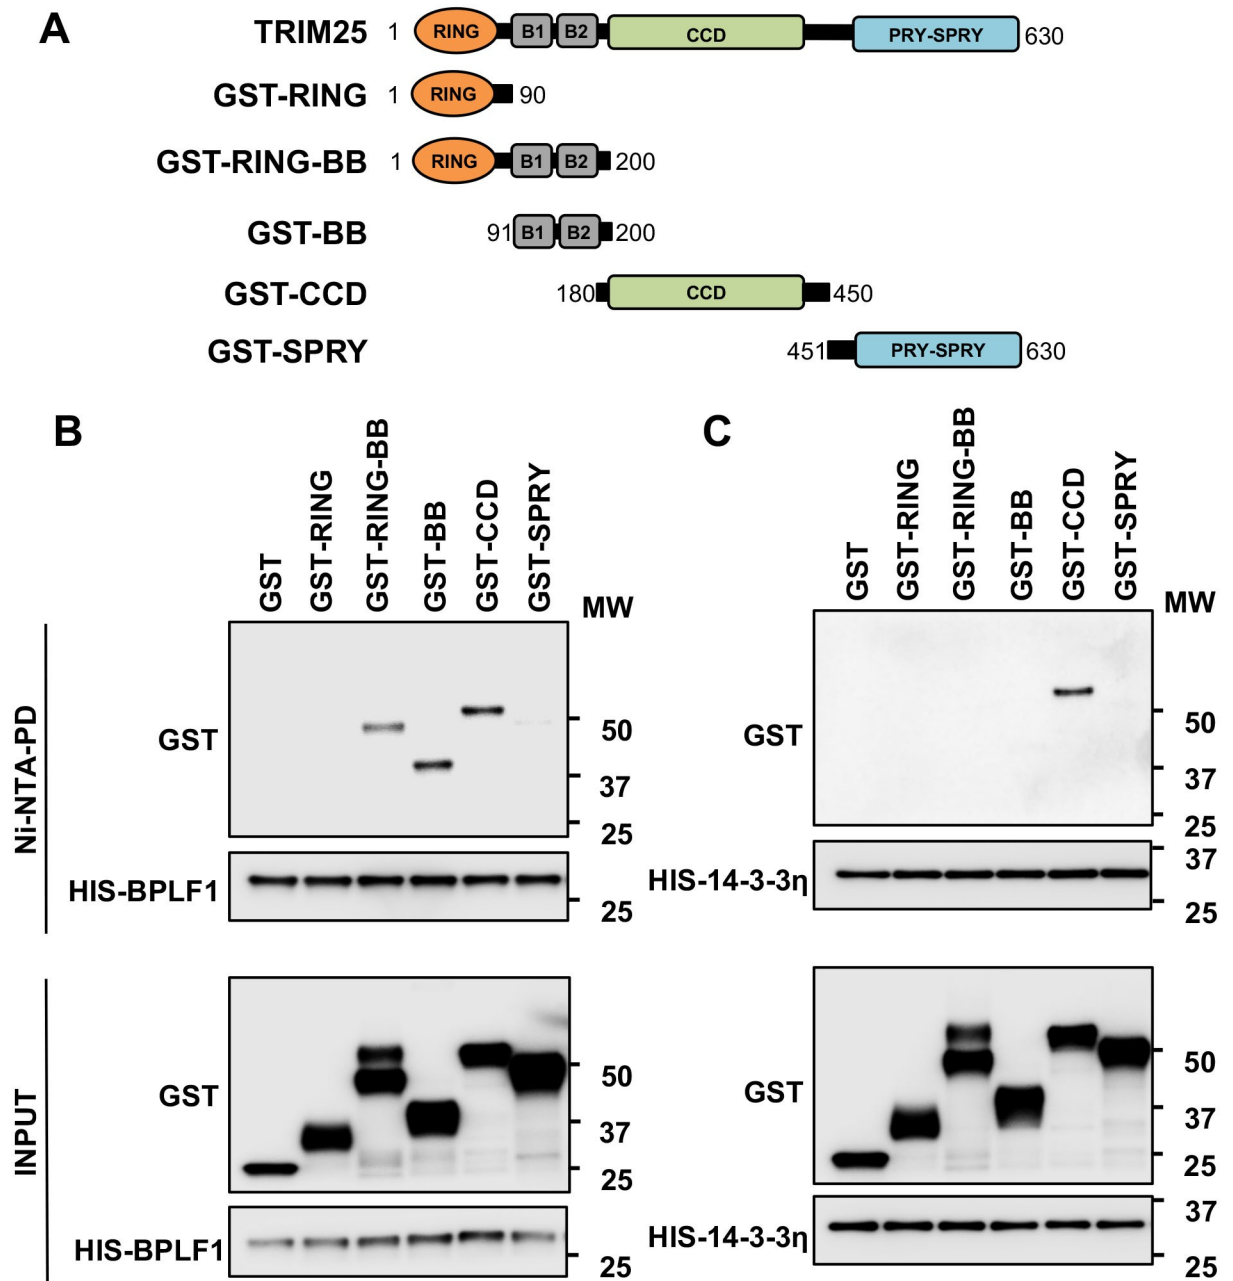 A
TRIM25 1 RING B1 B2 CCD PRY-SPRY 630
GST-RING 1 RING 90
GST-RING-BB 1 RING B1 B2 200
GST-BB 91 B1 B2 200
GST-CCD 180 CCD 450
GST-SPRY 451 PRY-SPRY 630
B
GST GST-RING GST-RING-BB GST-BB GST-CCD GST-SPRY MW
Ni-NTA-PD
GST
50
37
25
HIS-BPLF1
25
INPUT
GST
50
37
25
HIS-BPLF1
25
C
GST GST-RING GST-RING-BB GST-BB GST-CCD GST-SPRY MW
GST
50
37
25
37
HIS-14-3-3η
25
GST
50
37
25
37
HIS-14-3-3η
25